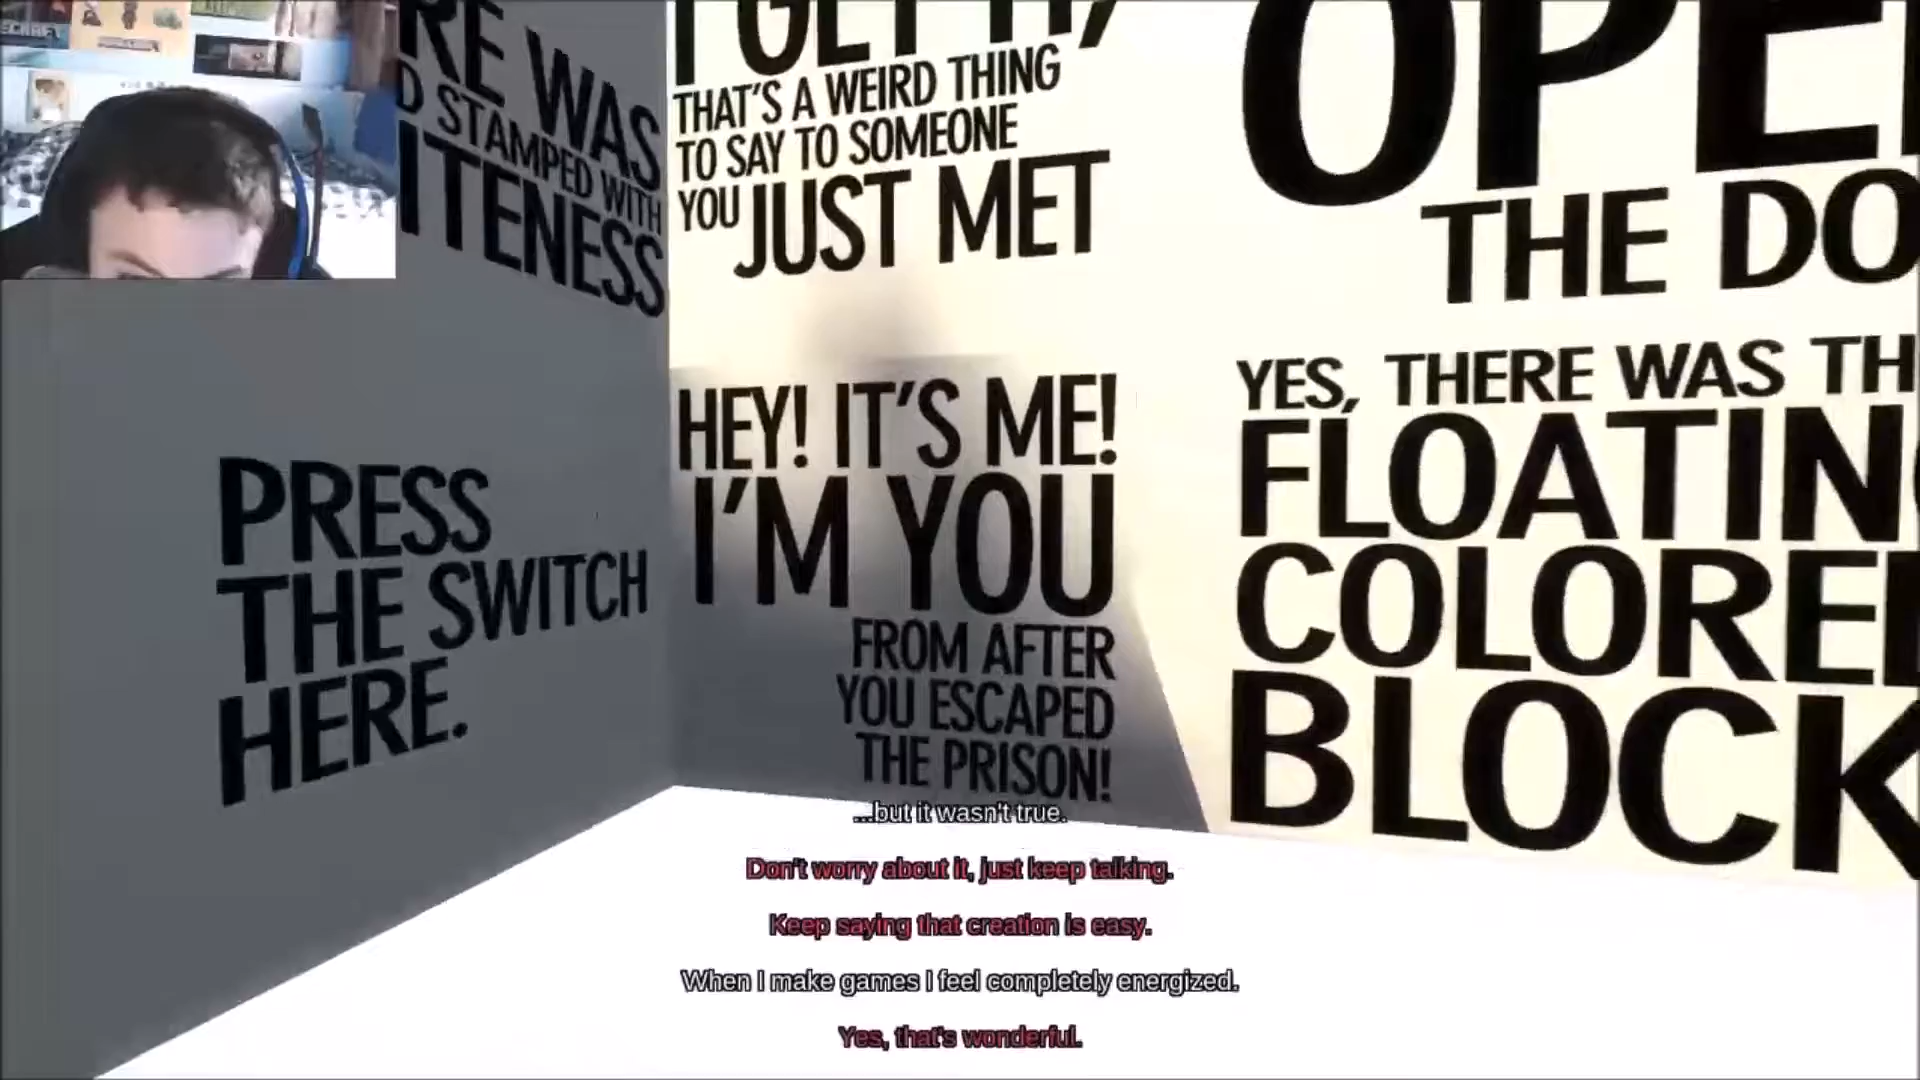 RE WAS
D STAMPED WITH
ITENESS
PRESS
THE SWITCH
HERE.
I GET IT,
THAT'S A WEIRD THING
TO SAY TO SOMEONE
YOU JUST MET
HEY! IT'S ME!
I'M YOU
FROM AFTER
YOU ESCAPED
THE PRISON!
OPE
THE DO
YES, THERE WAS TH
FLOATIN
COLORE
BLOCK
...but it wasn't true.
Don't worry about it, just keep talking.
Keep saying that creation is easy.
When I make games I feel completely energized.
Yes, that's wonderful.